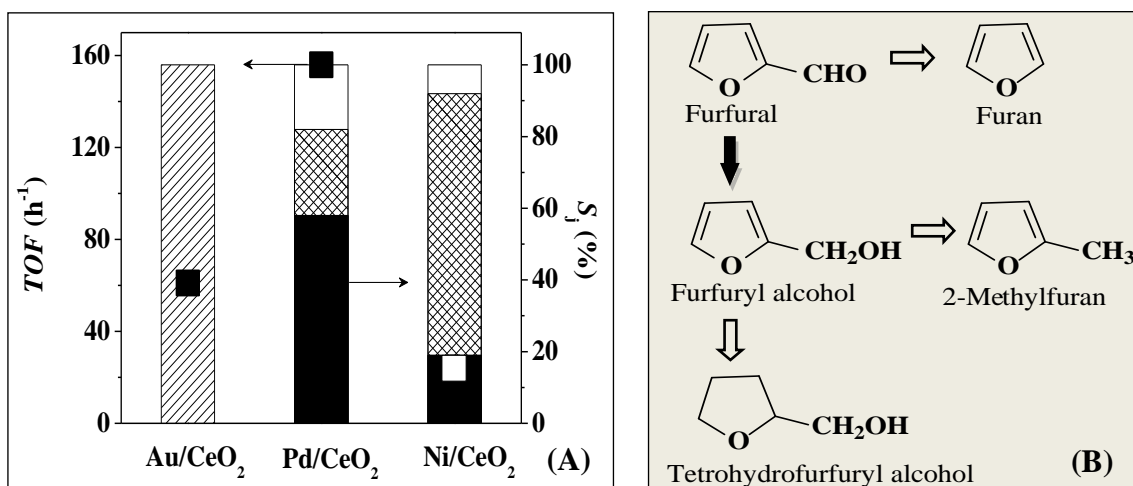 160
120
80
40
0
TOF (h⁻¹)
100
80
60
40
20
0
Sⱼ (%)
Au/CeO₂ Pd/CeO₂ Ni/CeO₂ (A)
O CHO O
Furfural Furan
O CH₂OH O CH₃
Furfuryl alcohol 2-Methylfuran
O CH₂OH
Tetrohydrofurfuryl alcohol (B)